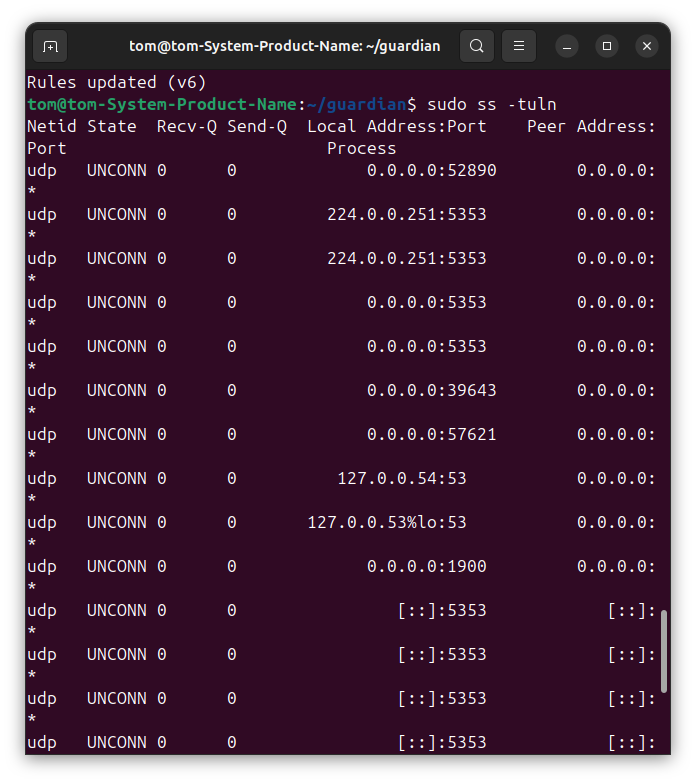 tom@tom-System-Product-Name: ~/guardian
Rules updated (v6)
tom@tom-System-Product-Name:~/guardian$ sudo ss -tuln
Netid State  Recv-Q Send-Q  Local Address:Port    Peer Address:
Port                          Process
udp   UNCONN 0      0             0.0.0.0:52890        0.0.0.0:
*
udp   UNCONN 0      0         224.0.0.251:5353         0.0.0.0:
*
udp   UNCONN 0      0         224.0.0.251:5353         0.0.0.0:
*
udp   UNCONN 0      0             0.0.0.0:5353         0.0.0.0:
*
udp   UNCONN 0      0             0.0.0.0:5353         0.0.0.0:
*
udp   UNCONN 0      0             0.0.0.0:39643        0.0.0.0:
*
udp   UNCONN 0      0             0.0.0.0:57621        0.0.0.0:
*
udp   UNCONN 0      0          127.0.0.54:53           0.0.0.0:
*
udp   UNCONN 0      0       127.0.0.53%lo:53           0.0.0.0:
*
udp   UNCONN 0      0             0.0.0.0:1900         0.0.0.0:
*
udp   UNCONN 0      0                [::]:5353            [::]:
*
udp   UNCONN 0      0                [::]:5353            [::]:
*
udp   UNCONN 0      0                [::]:5353            [::]:
*
udp   UNCONN 0      0                [::]:5353            [::]: